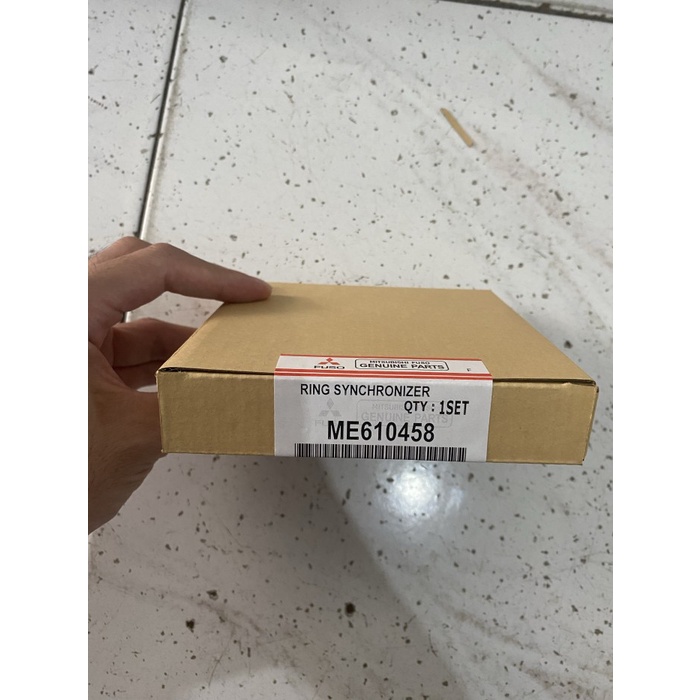 FUSO
MITSUBISHI FUSO
GENUINE PARTS
F
RING SYNCHRONIZER
QTY : 1SET
ME610458